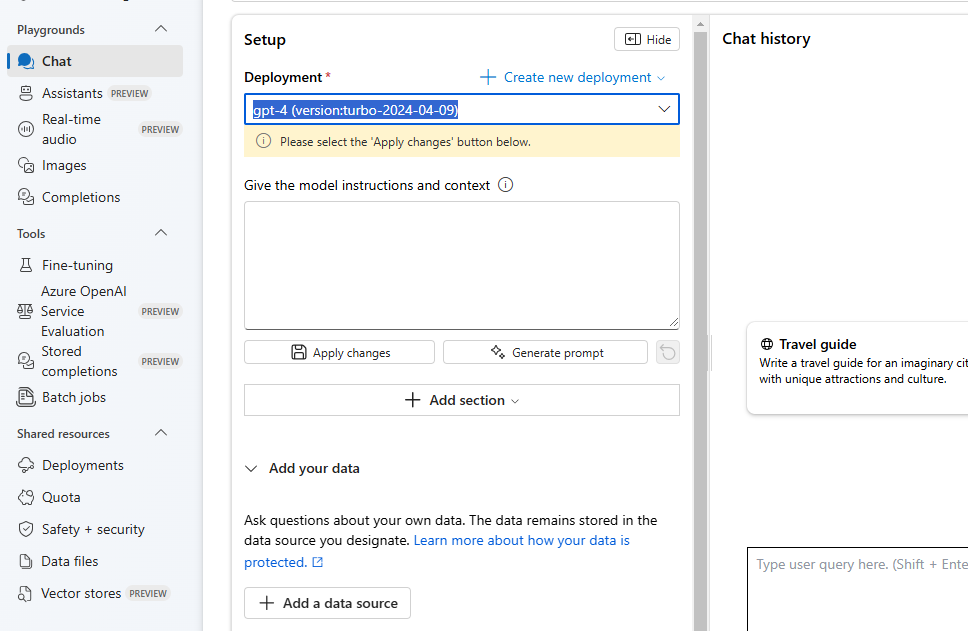 Playgrounds
Chat
Assistants PREVIEW
Real-time
audio
PREVIEW
Images
Completions
Tools
Fine-tuning
Azure OpenAI
Service
Evaluation
PREVIEW
Stored
completions
PREVIEW
Batch jobs
Shared resources
Deployments
Quota
Safety + security
Data files
Vector stores PREVIEW
Setup
Hide
Deployment *
Create new deployment
gpt-4 (version:turbo-2024-04-09)
Please select the 'Apply changes' button below.
Give the model instructions and context
Apply changes
Generate prompt
Add section
Add your data
Ask questions about your own data. The data remains stored in the
data source you designate. Learn more about how your data is
protected.
Add a data source
Chat history
Travel guide
Write a travel guide for an imaginary cit
with unique attractions and culture.
Type user query here. (Shift + Ente